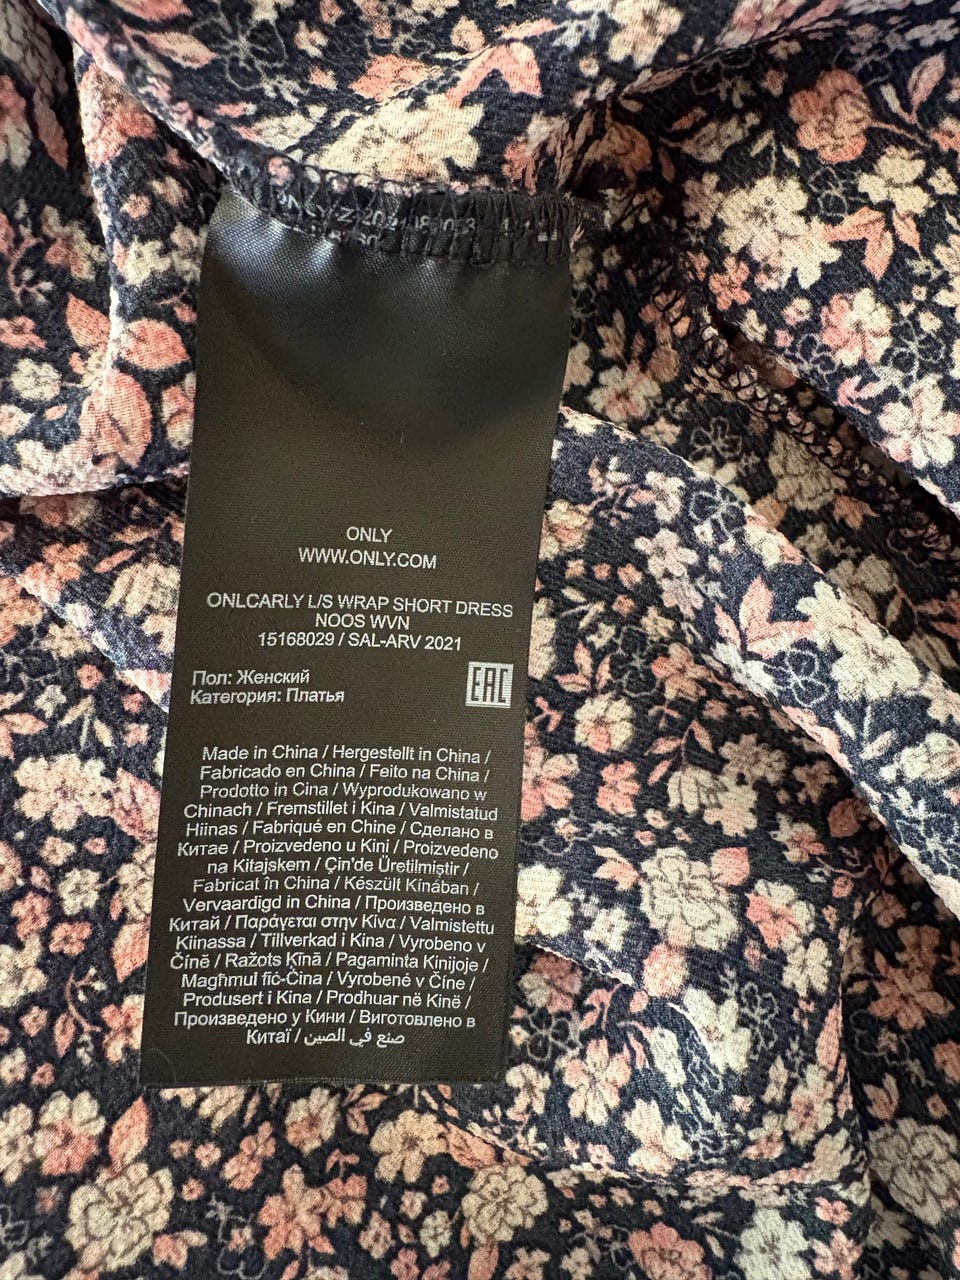 ONLY
WWW.ONLY.COM
ONLCARLY L/S WRAP SHORT DRESS
NOOS WVN
15168029 / SAL-ARV 2021
Пол: Женский
Категория: Платья
EAC
Made in China / Hergestellt in China /
Fabricado en China / Feito na China /
Prodotto in Cina / Wyprodukowano w
Chinach / Fremstillet i Kina / Valmistatud
Hiinas / Fabriqué en Chine / Сделано в
Китае / Proizvedeno u Kini / Proizvedeno
na Kitajskem / Çin'de Üretilmiştir /
Fabricat în China / Készült Kínában /
Vervaardigd in China / Произведено в
Китай / Παράγεται στην Κίνα / Valmistettu
Kiinassa / Tillverkad i Kina / Vyrobeno v
Číně / Ražots Ķīnā / Pagaminta Kinijoje /
Magħmul fiċ-Ċina / Vyrobené v Číne /
Produsert i Kina / Prodhuar në Kinë /
Произведено у Кини / Виготовлено в
Китаї / صنع في الصين